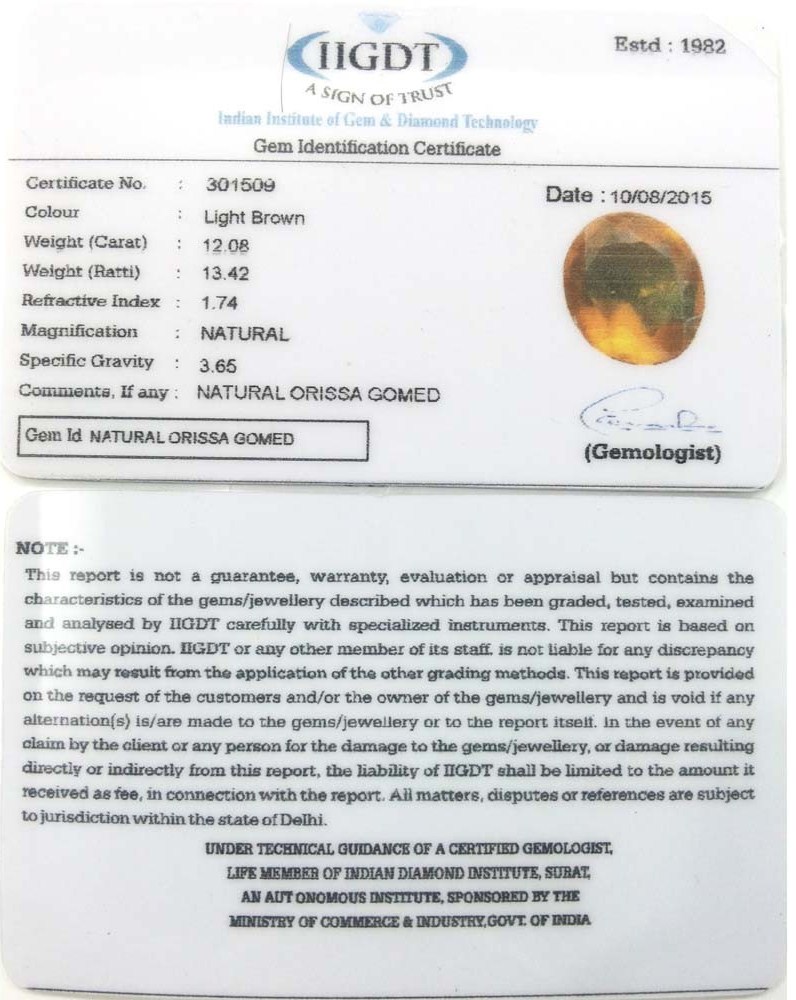 IIGDT
Estd : 1982
A SIGN OF TRUST
Indian Institute of Gem & Diamond Technology
Gem Identification Certificate
Certificate No. : 301509
Date : 10/08/2015
Colour : Light Brown
Weight (Carat) : 12.08
Weight (Ratti) : 13.42
Refractive Index : 1.74
Magnification : NATURAL
Specific Gravity : 3.65
Comments, If any : NATURAL ORISSA GOMED
Gem Id NATURAL ORISSA GOMED
(Gemologist)
NOTE :-
This report is not a guarantee, warranty, evaluation or appraisal but contains the
characteristics of the gems/jewellery described which has been graded, tested, examined
and analysed by IIGDT carefully with specialized instruments. This report is based on
subjective opinion. IIGDT or any other member of its staff. is not liable for any discrepancy
which may result from the application of the other grading methods. This report is provided
on the request of the customers and/or the owner of the gems/jewellery and is void if any
alternation(s) is/are made to the gems/jewellery or to the report itself. In the event of any
claim by the client or any person for the damage to the gems/jewellery, or damage resulting
directly or indirectly from this report, the liability of IIGDT shall be limited to the amount it
received as fee, in connection with the report. All matters, disputes or references are subject
to jurisdiction within the state of Delhi.
UNDER TECHNICAL GUIDANCE OF A CERTIFIED GEMOLOGIST,
LIFE MEMBER OF INDIAN DIAMOND INSTITUTE, SURAT,
AN AUT ONOMOUS INSTITUTE, SPONSORED BY THE
MINISTRY OF COMMERCE & INDUSTRY,GOVT. OF INDIA